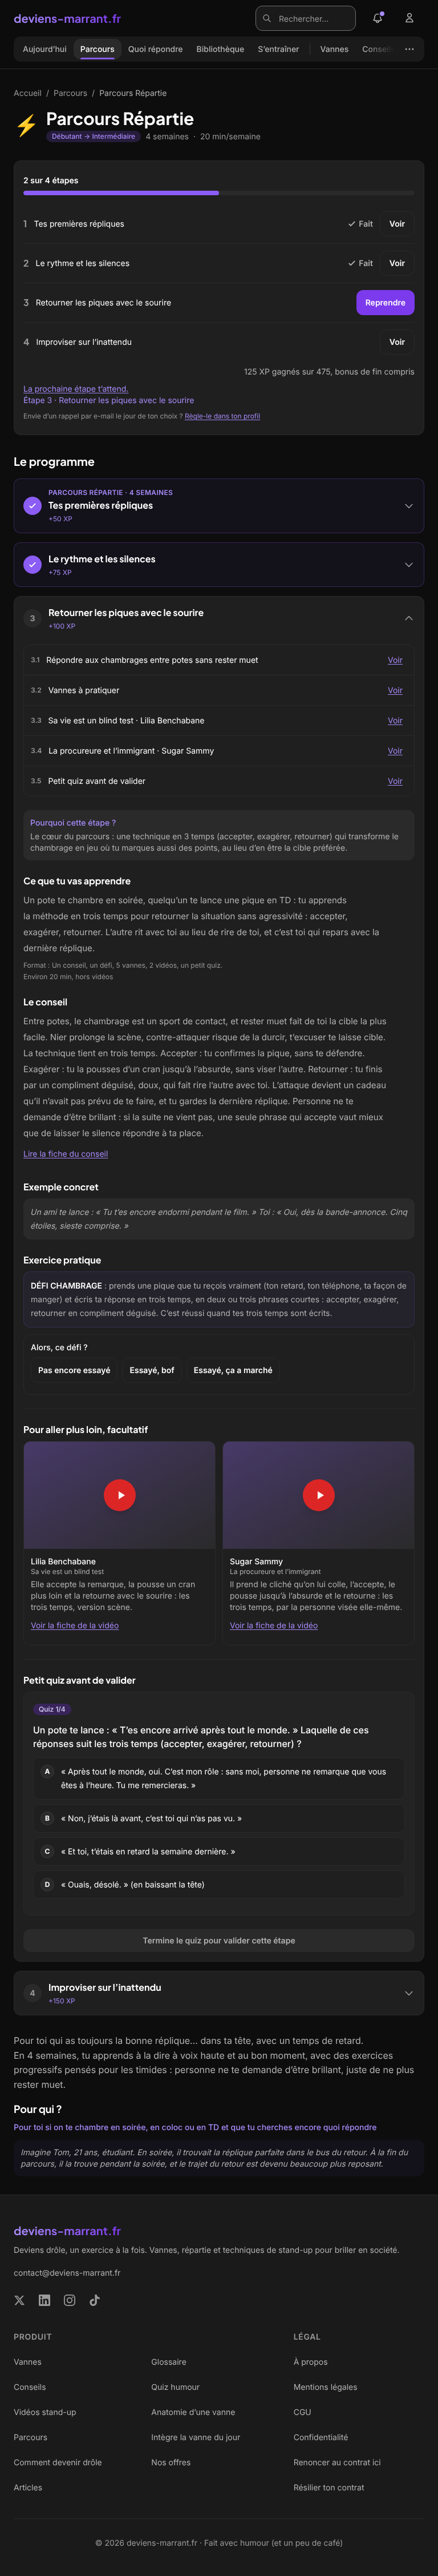 deviens-marrant.fr
Rechercher...
Aujourd'hui
Parcours
Quoi répondre
Bibliothèque
S'entraîner
Vannes
Conseils
Accueil / Parcours / Parcours Répartie
Parcours Répartie
Débutant → Intermédiaire
4 semaines · 20 min/semaine
2 sur 4 étapes
1 Tes premières répliques
Fait
Voir
2 Le rythme et les silences
Fait
Voir
3 Retourner les piques avec le sourire
Reprendre
4 Improviser sur l'inattendu
Voir
125 XP gagnés sur 475, bonus de fin compris
La prochaine étape t'attend.
Étape 3 · Retourner les piques avec le sourire
Envie d'un rappel par e-mail le jour de ton choix ? Règle-le dans ton profil
Le programme
PARCOURS RÉPARTIE · 4 SEMAINES
Tes premières répliques
+50 XP
Le rythme et les silences
+75 XP
3
Retourner les piques avec le sourire
+100 XP
3.1 Répondre aux chambrages entre potes sans rester muet
Voir
3.2 Vannes à pratiquer
Voir
3.3 Sa vie est un blind test · Lilia Benchabane
Voir
3.4 La procureure et l'immigrant · Sugar Sammy
Voir
3.5 Petit quiz avant de valider
Voir
Pourquoi cette étape ?
Le cœur du parcours : une technique en 3 temps (accepter, exagérer, retourner) qui transforme le
chambrage en jeu où tu marques aussi des points, au lieu d'en être la cible préférée.
Ce que tu vas apprendre
Un pote te chambre en soirée, quelqu'un te lance une pique en TD : tu apprends
la méthode en trois temps pour retourner la situation sans agressivité : accepter,
exagérer, retourner. L'autre rit avec toi au lieu de rire de toi, et c'est toi qui repars avec la
dernière réplique.
Format : Un conseil, un défi, 5 vannes, 2 vidéos, un petit quiz.
Environ 20 min, hors vidéos
Le conseil
Entre potes, le chambrage est un sport de contact, et rester muet fait de toi la cible la plus
facile. Nier prolonge la scène, contre-attaquer risque de la durcir, t'excuser te laisse cible.
La technique tient en trois temps. Accepter : tu confirmes la pique, sans te défendre.
Exagérer : tu la pousses d'un cran jusqu'à l'absurde, sans viser l'autre. Retourner : tu finis
par un compliment déguisé, doux, qui fait rire l'autre avec toi. L'attaque devient un cadeau
qu'il n'avait pas prévu de te faire, et tu gardes la dernière réplique. Personne ne te
demande d'être brillant : si la suite ne vient pas, une seule phrase qui accepte vaut mieux
que de laisser le silence répondre à ta place.
Lire la fiche du conseil
Exemple concret
Un ami te lance : « Tu t'es encore endormi pendant le film. » Toi : « Oui, dès la bande-annonce. Cinq
étoiles, sieste comprise. »
Exercice pratique
DÉFI CHAMBRAGE : prends une pique que tu reçois vraiment (ton retard, ton téléphone, ta façon de
manger) et écris ta réponse en trois temps, en deux ou trois phrases courtes : accepter, exagérer,
retourner en compliment déguisé. C'est réussi quand tes trois temps sont écrits.
Alors, ce défi ?
Pas encore essayé
Essayé, bof
Essayé, ça a marché
Pour aller plus loin, facultatif
Lilia Benchabane
Sa vie est un blind test
Elle accepte la remarque, la pousse un cran
plus loin et la retourne avec le sourire : les
trois temps, version scène.
Voir la fiche de la vidéo
Sugar Sammy
La procureure et l'immigrant
Il prend le cliché qu'on lui colle, l'accepte, le
pousse jusqu'à l'absurde et le retourne : les
trois temps, par la personne visée elle-même.
Voir la fiche de la vidéo
Petit quiz avant de valider
Quiz 1/4
Un pote te lance : « T'es encore arrivé après tout le monde. » Laquelle de ces
réponses suit les trois temps (accepter, exagérer, retourner) ?
A « Après tout le monde, oui. C'est mon rôle : sans moi, personne ne remarque que vous
êtes à l'heure. Tu me remercieras. »
B « Non, j'étais là avant, c'est toi qui n'as pas vu. »
C « Et toi, t'étais en retard la semaine dernière. »
D « Ouais, désolé. » (en baissant la tête)
Termine le quiz pour valider cette étape
4
Improviser sur l'inattendu
+150 XP
Pour toi qui as toujours la bonne réplique... dans ta tête, avec un temps de retard.
En 4 semaines, tu apprends à la dire à voix haute et au bon moment, avec des exercices
progressifs pensés pour les timides : personne ne te demande d'être brillant, juste de ne plus
rester muet.
Pour qui ?
Pour toi si on te chambre en soirée, en coloc ou en TD et que tu cherches encore quoi répondre
Imagine Tom, 21 ans, étudiant. En soirée, il trouvait la réplique parfaite dans le bus du retour. À la fin du
parcours, il la trouve pendant la soirée, et le trajet du retour est devenu beaucoup plus reposant.
deviens-marrant.fr
Deviens drôle, un exercice à la fois. Vannes, répartie et techniques de stand-up pour briller en société.
contact@deviens-marrant.fr
PRODUIT
Vannes
Conseils
Vidéos stand-up
Parcours
Comment devenir drôle
Articles
Glossaire
Quiz humour
Anatomie d'une vanne
Intègre la vanne du jour
Nos offres
LÉGAL
À propos
Mentions légales
CGU
Confidentialité
Renoncer au contrat ici
Résilier ton contrat
© 2026 deviens-marrant.fr · Fait avec humour (et un peu de café)